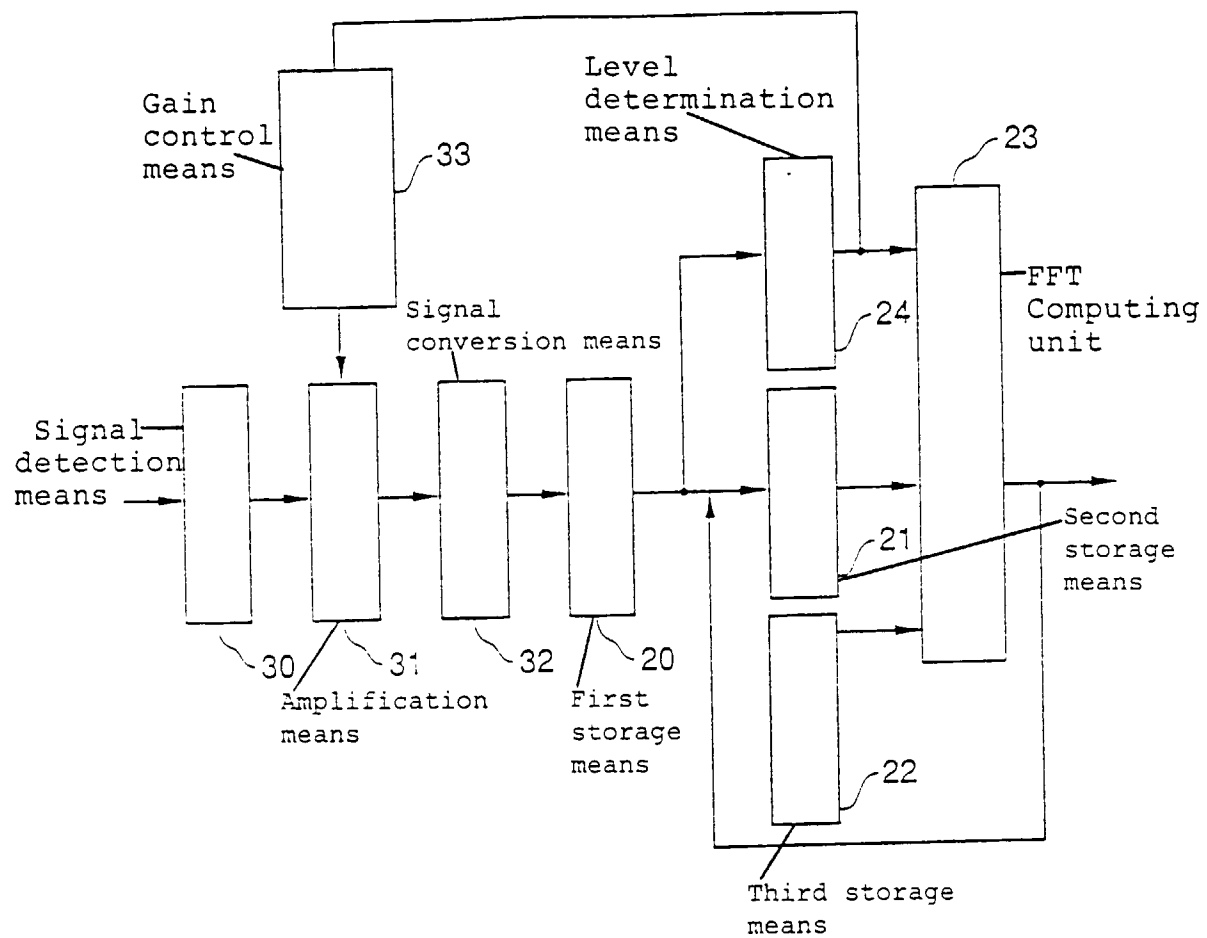 Gain
control
means
33
Level
determination
means
23
FFT
Computing
unit
24
Signal
conversion means
Signal
detection
means
21
Second
storage
means
30
31
32
20
Amplification
means
First
storage
means
22
Third storage
means